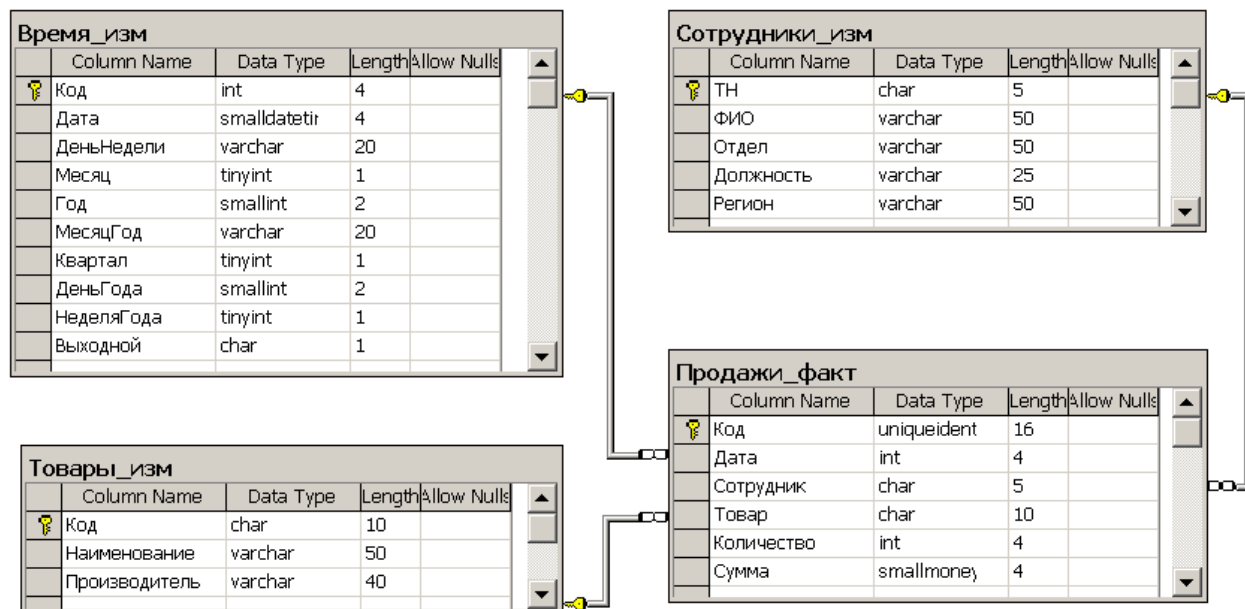 Время_изм
Column Name Data Type Length Allow Nulls
Код int 4
Дата smalldatetir 4
ДеньНедели varchar 20
Месяц tinyint 1
Год smallint 2
МесяцГод varchar 20
Квартал tinyint 1
ДеньГода smallint 2
НеделяГода tinyint 1
Выходной char 1
Сотрудники_изм
Column Name Data Type Length Allow Nulls
ТН char 5
ФИО varchar 50
Отдел varchar 50
Должность varchar 25
Регион varchar 50
Товары_изм
Column Name Data Type Length Allow Nulls
Код char 10
Наименование varchar 50
Производитель varchar 40
Продажи_факт
Column Name Data Type Length Allow Nulls
Код uniqueident 16
Дата int 4
Сотрудник char 5
Товар char 10
Количество int 4
Сумма smallmoney 4